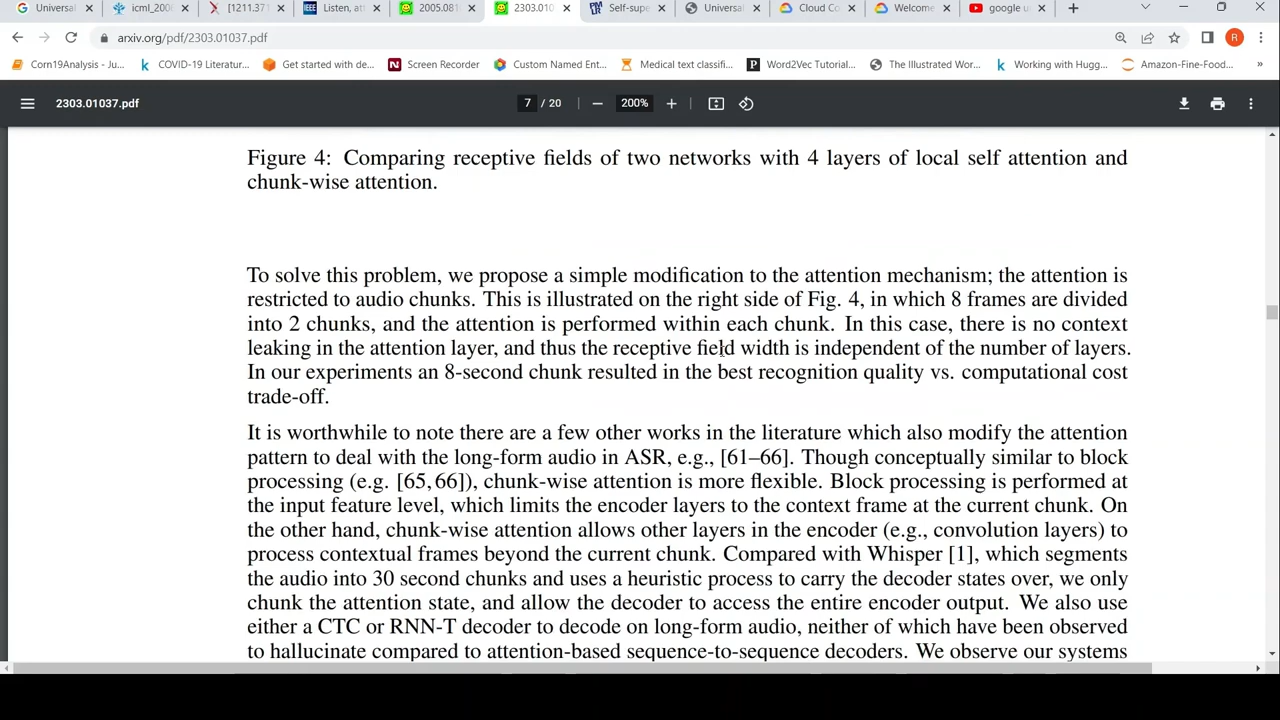 Universal
icml_200
[1211.371
Listen, att
2005.081
2303.010
Self-supe
Universal
Cloud Co
Welcome
google u
arxiv.org/pdf/2303.01037.pdf
R
Corn19Analysis - Ju...
COVID-19 Literatur...
Get started with de...
Screen Recorder
Custom Named Ent...
Medical text classifi...
Word2Vec Tutorial...
The Illustrated Wor...
Working with Hugg...
Amazon-Fine-Food...
2303.01037.pdf
7 / 20
200%
Figure 4: Comparing receptive fields of two networks with 4 layers of local self attention and
chunk-wise attention.
To solve this problem, we propose a simple modification to the attention mechanism; the attention is
restricted to audio chunks. This is illustrated on the right side of Fig. 4, in which 8 frames are divided
into 2 chunks, and the attention is performed within each chunk. In this case, there is no context
leaking in the attention layer, and thus the receptive field width is independent of the number of layers.
In our experiments an 8-second chunk resulted in the best recognition quality vs. computational cost
trade-off.
It is worthwhile to note there are a few other works in the literature which also modify the attention
pattern to deal with the long-form audio in ASR, e.g., [61–66]. Though conceptually similar to block
processing (e.g. [65, 66]), chunk-wise attention is more flexible. Block processing is performed at
the input feature level, which limits the encoder layers to the context frame at the current chunk. On
the other hand, chunk-wise attention allows other layers in the encoder (e.g., convolution layers) to
process contextual frames beyond the current chunk. Compared with Whisper [1], which segments
the audio into 30 second chunks and uses a heuristic process to carry the decoder states over, we only
chunk the attention state, and allow the decoder to access the entire encoder output. We also use
either a CTC or RNN-T decoder to decode on long-form audio, neither of which have been observed
to hallucinate compared to attention-based sequence-to-sequence decoders. We observe our systems